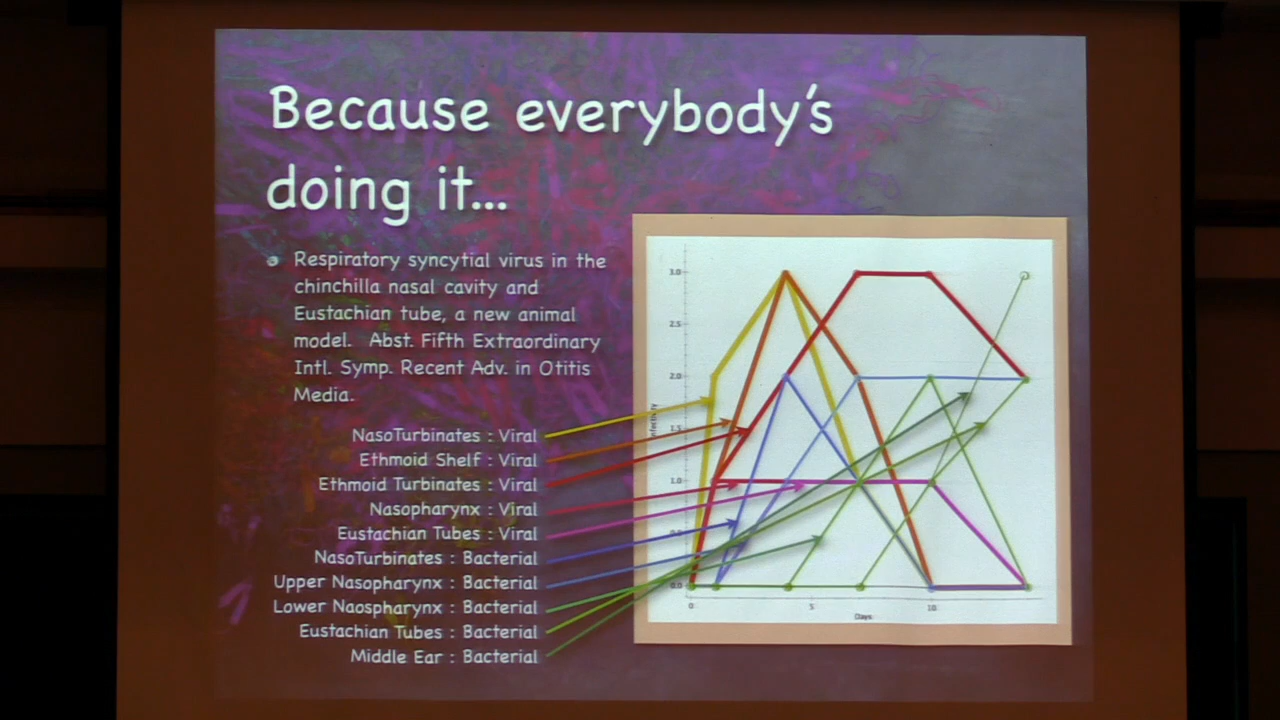 Because everybody's
doing it...
Respiratory syncytial virus in the
chinchilla nasal cavity and
Eustachian tube, a new animal
model. Abst. Fifth Extraordinary
Intl. Symp. Recent Adv. in Otitis
Media.
NasoTurbinates : Viral
Ethmoid Shelf : Viral
Ethmoid Turbinates : Viral
Nasopharynx : Viral
Eustachian Tubes : Viral
NasoTurbinates : Bacterial
Upper Nasopharynx : Bacterial
Lower Naospharynx : Bacterial
Eustachian Tubes : Bacterial
Middle Ear : Bacterial
3.0
2.5
2.0
1.5
1.0
0.0
0
5
10
Days